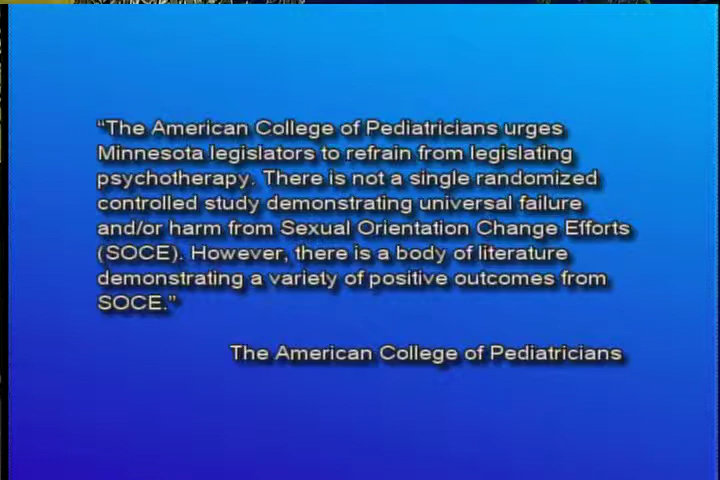 “The American College of Pediatricians urges
Minnesota legislators to refrain from legislating
psychotherapy. There is not a single randomized
controlled study demonstrating universal failure
and/or harm from Sexual Orientation Change Efforts
(SOCE). However, there is a body of literature
demonstrating a variety of positive outcomes from
SOCE.”
The American College of Pediatricians